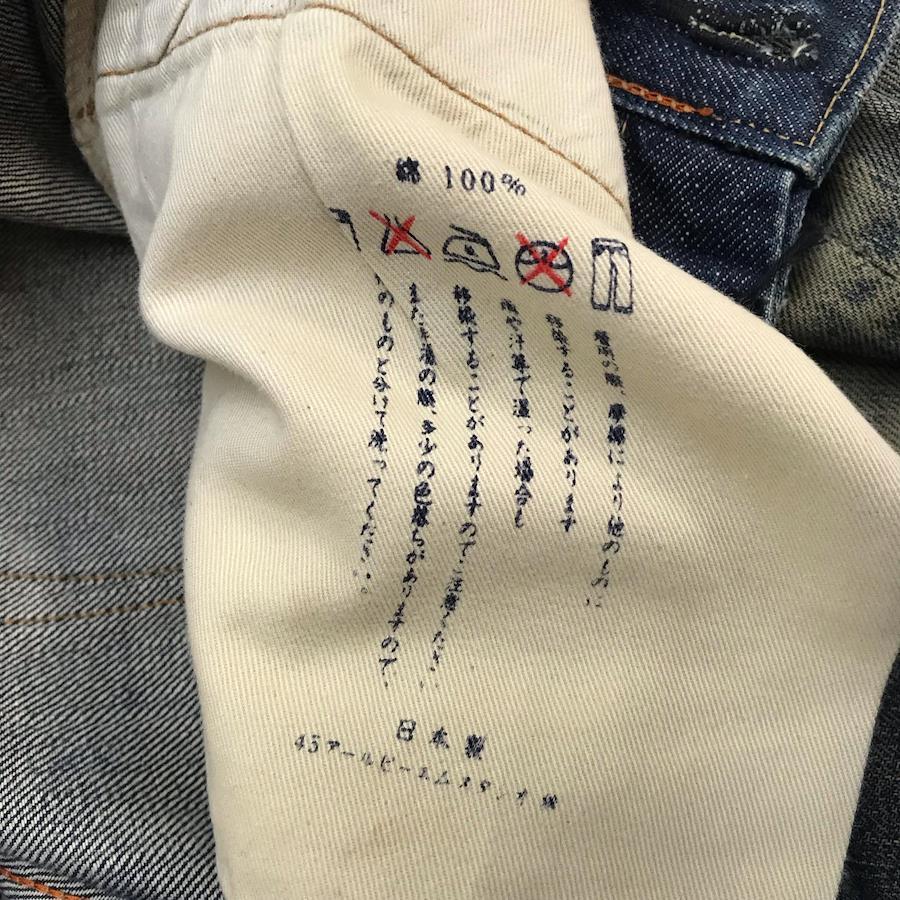 綿 100%
着用の際、摩擦により他のものに
移染することがあります
雨や汗等で湿った場合も
移染することがありますのでご注意ください。
また洗濯の際、多少の色落ちがありますので、
のものと分けて洗ってください。
日本製
45アールピーエムスタジオ㈱